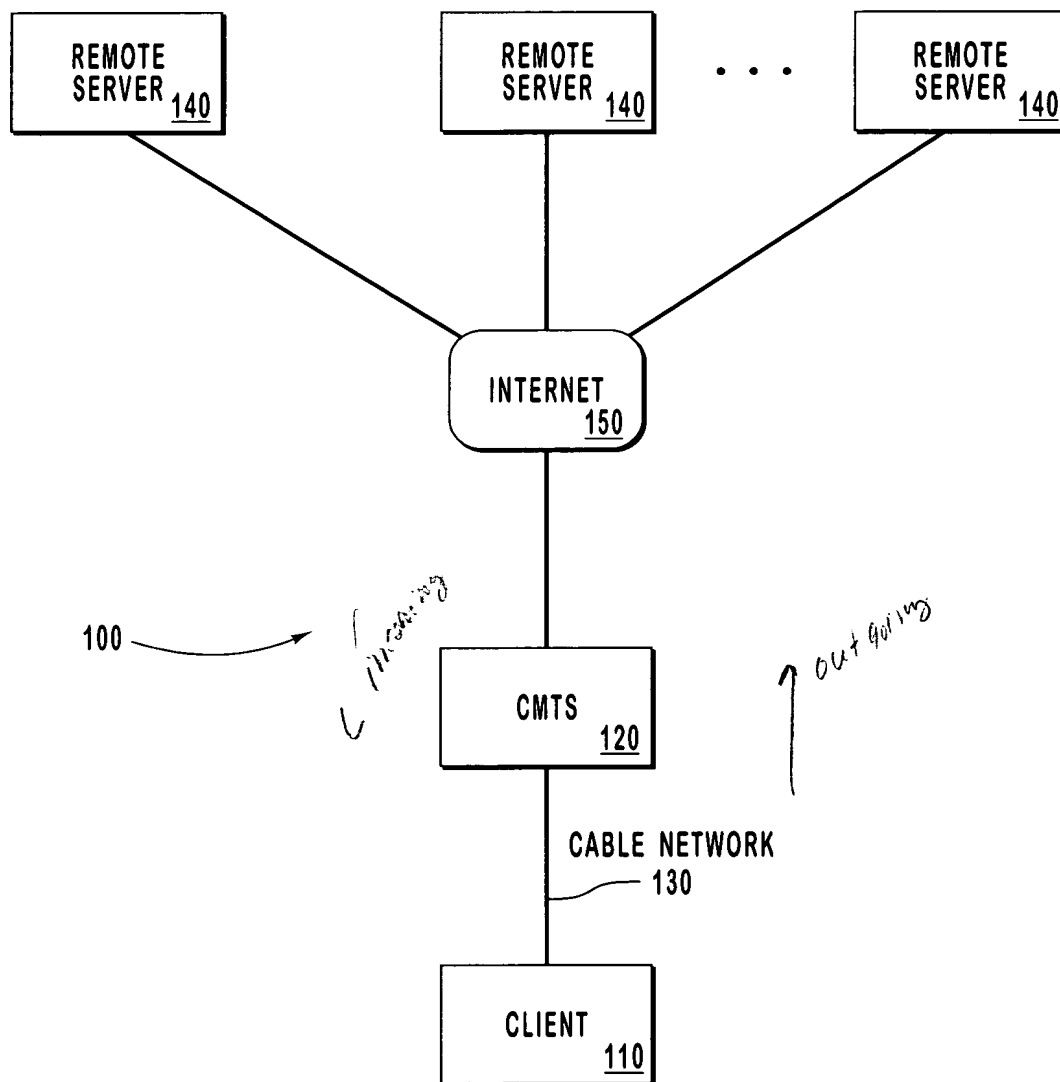 REMOTE
SERVER
140
REMOTE
SERVER
140
. . .
REMOTE
SERVER
140
INTERNET
150
100
incoming
outgoing
CMTS
120
CABLE NETWORK
130
CLIENT
110